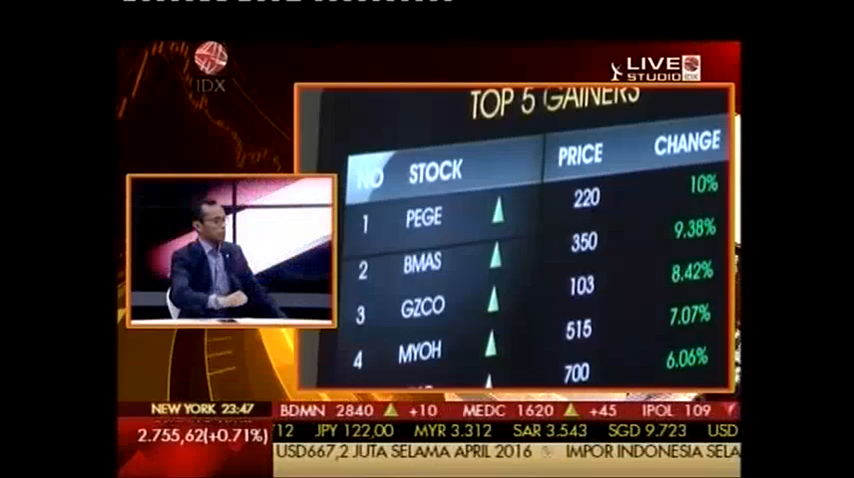 IDX
LIVE
STUDIO IDX
TOP 5 GAINERS
NO STOCK PRICE CHANGE
1 PEGE 220 10%
2 BMAS 350 9.38%
3 GZCO 103 8.42%
4 MYOH 515 7.07%
700 6.06%
NEW YORK 23:47
BDMN 2840 +10 MEDC 1620 +45 IPOL 109
2.755,62(+0.71%)
12 JPY 122,00 MYR 3.312 SAR 3.543 SGD 9.723 USD
USD667,2 JUTA SELAMA APRIL 2016 IMPOR INDONESIA SELA